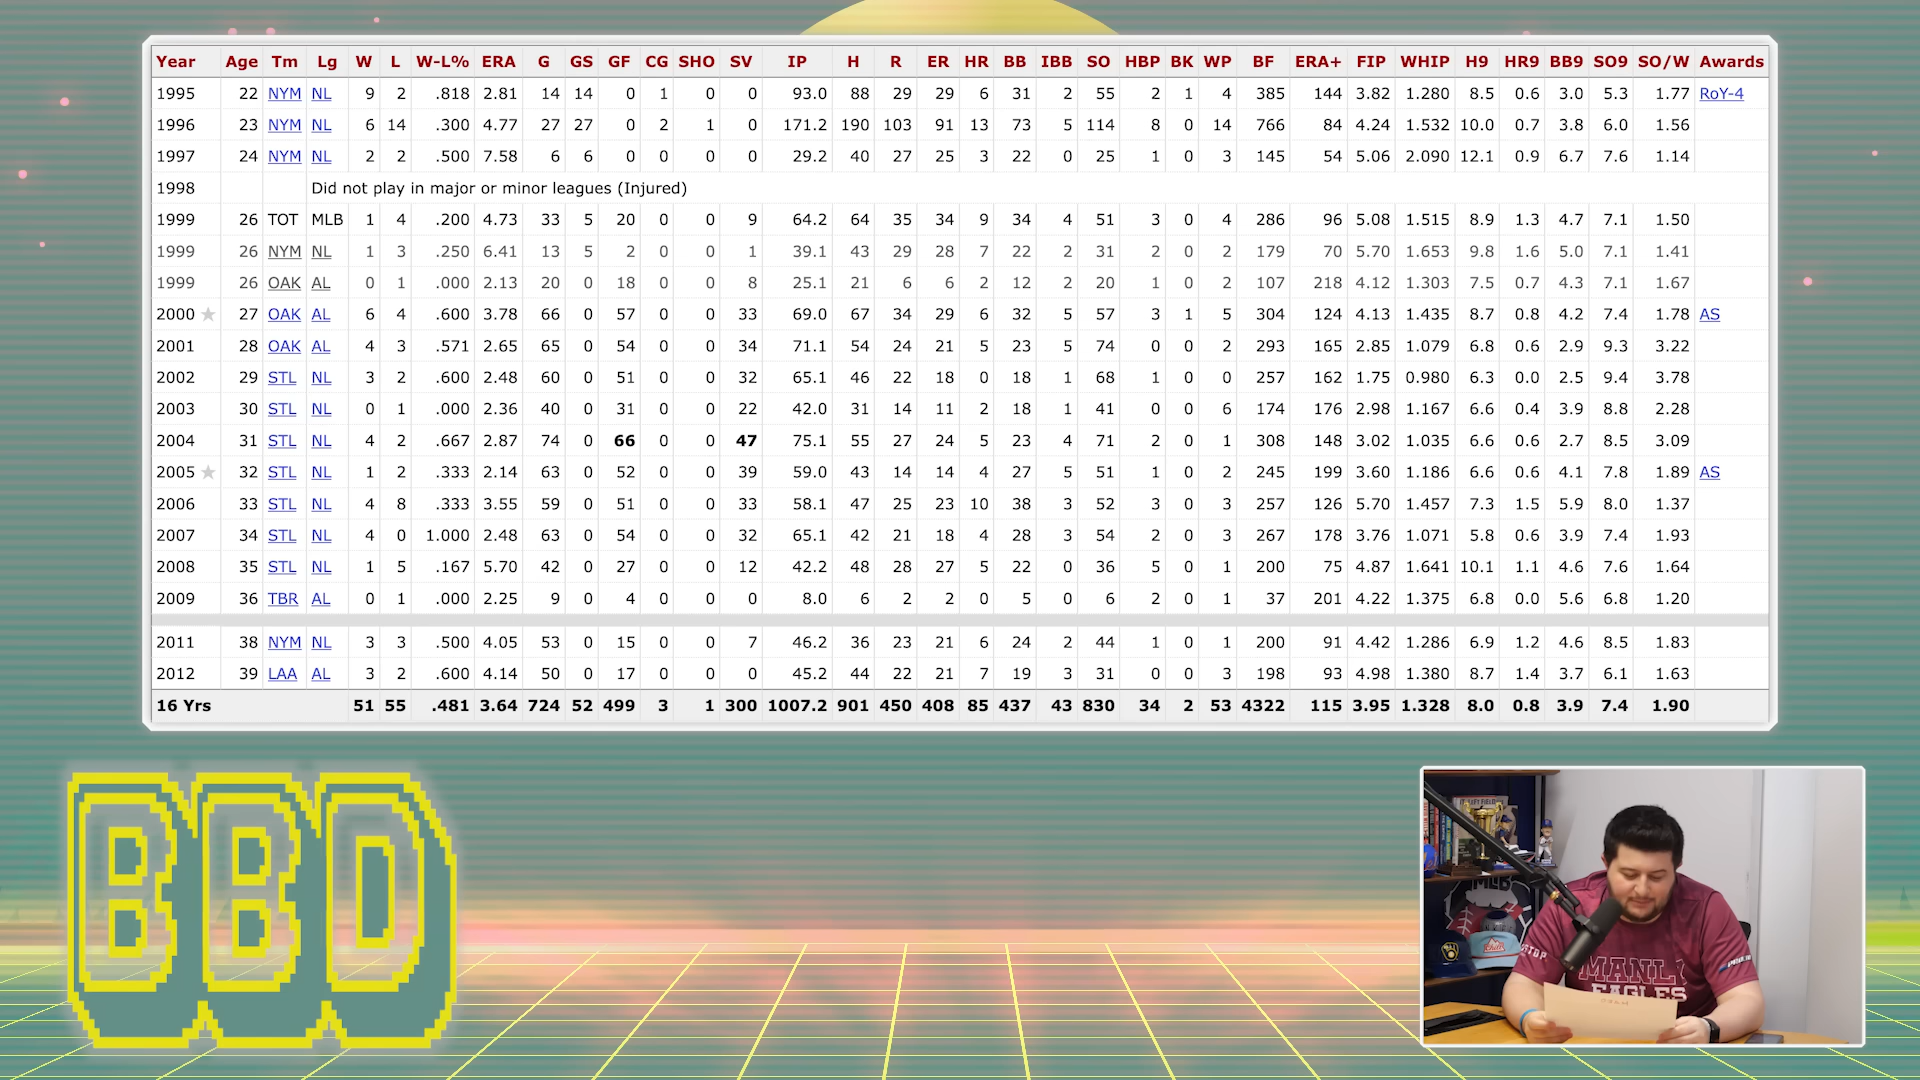 Year Age Tm Lg W L W-L% ERA G GS GF CG SHO SV IP H R ER HR BB IBB SO HBP BK WP BF ERA+ FIP WHIP H9 HR9 BB9 SO9 SO/W Awards
1995 22 NYM NL 9 2 .818 2.81 14 14 0 1 0 0 93.0 88 29 29 6 31 2 55 2 1 4 385 144 3.82 1.280 8.5 0.6 3.0 5.3 1.77 RoY-4
1996 23 NYM NL 6 14 .300 4.77 27 27 0 2 1 0 171.2 190 103 91 13 73 5 114 8 0 14 766 84 4.24 1.532 10.0 0.7 3.8 6.0 1.56
1997 24 NYM NL 2 2 .500 7.58 6 6 0 0 0 0 29.2 40 27 25 3 22 0 25 1 0 3 145 54 5.06 2.090 12.1 0.9 6.7 7.6 1.14
1998 Did not play in major or minor leagues (Injured)
1999 26 TOT MLB 1 4 .200 4.73 33 5 20 0 0 9 64.2 64 35 34 9 34 4 51 3 0 4 286 96 5.08 1.515 8.9 1.3 4.7 7.1 1.50
1999 26 NYM NL 1 3 .250 6.41 13 5 2 0 0 1 39.1 43 29 28 7 22 2 31 2 0 2 179 70 5.70 1.653 9.8 1.6 5.0 7.1 1.41
1999 26 OAK AL 0 1 .000 2.13 20 0 18 0 0 8 25.1 21 6 6 2 12 2 20 1 0 2 107 218 4.12 1.303 7.5 0.7 4.3 7.1 1.67
2000 ★ 27 OAK AL 6 4 .600 3.78 66 0 57 0 0 33 69.0 67 34 29 6 32 5 57 3 1 5 304 124 4.13 1.435 8.7 0.8 4.2 7.4 1.78 AS
2001 28 OAK AL 4 3 .571 2.65 65 0 54 0 0 34 71.1 54 24 21 5 23 5 74 0 0 2 293 165 2.85 1.079 6.8 0.6 2.9 9.3 3.22
2002 29 STL NL 3 2 .600 2.48 60 0 51 0 0 32 65.1 46 22 18 0 18 1 68 1 0 0 257 162 1.75 0.980 6.3 0.0 2.5 9.4 3.78
2003 30 STL NL 0 1 .000 2.36 40 0 31 0 0 22 42.0 31 14 11 2 18 1 41 0 0 6 174 176 2.98 1.167 6.6 0.4 3.9 8.8 2.28
2004 31 STL NL 4 2 .667 2.87 74 0 66 0 0 47 75.1 55 27 24 5 23 4 71 2 0 1 308 148 3.02 1.035 6.6 0.6 2.7 8.5 3.09
2005 ★ 32 STL NL 1 2 .333 2.14 63 0 52 0 0 39 59.0 43 14 14 4 27 5 51 1 0 2 245 199 3.60 1.186 6.6 0.6 4.1 7.8 1.89 AS
2006 33 STL NL 4 8 .333 3.55 59 0 51 0 0 33 58.1 47 25 23 10 38 3 52 3 0 3 257 126 5.70 1.457 7.3 1.5 5.9 8.0 1.37
2007 34 STL NL 4 0 1.000 2.48 63 0 54 0 0 32 65.1 42 21 18 4 28 3 54 2 0 3 267 178 3.76 1.071 5.8 0.6 3.9 7.4 1.93
2008 35 STL NL 1 5 .167 5.70 42 0 27 0 0 12 42.2 48 28 27 5 22 0 36 5 0 1 200 75 4.87 1.641 10.1 1.1 4.6 7.6 1.64
2009 36 TBR AL 0 1 .000 2.25 9 0 4 0 0 0 8.0 6 2 2 0 5 0 6 2 0 1 37 201 4.22 1.375 6.8 0.0 5.6 6.8 1.20
2011 38 NYM NL 3 3 .500 4.05 53 0 15 0 0 7 46.2 36 23 21 6 24 2 44 1 0 1 200 91 4.42 1.286 6.9 1.2 4.6 8.5 1.83
2012 39 LAA AL 3 2 .600 4.14 50 0 17 0 0 0 45.2 44 22 21 7 19 3 31 0 0 3 198 93 4.98 1.380 8.7 1.4 3.7 6.1 1.63
16 Yrs 51 55 .481 3.64 724 52 499 3 1 300 1007.2 901 450 408 85 437 43 830 34 2 53 4322 115 3.95 1.328 8.0 0.8 3.9 7.4 1.90
BBD
MANLY
EAGLES